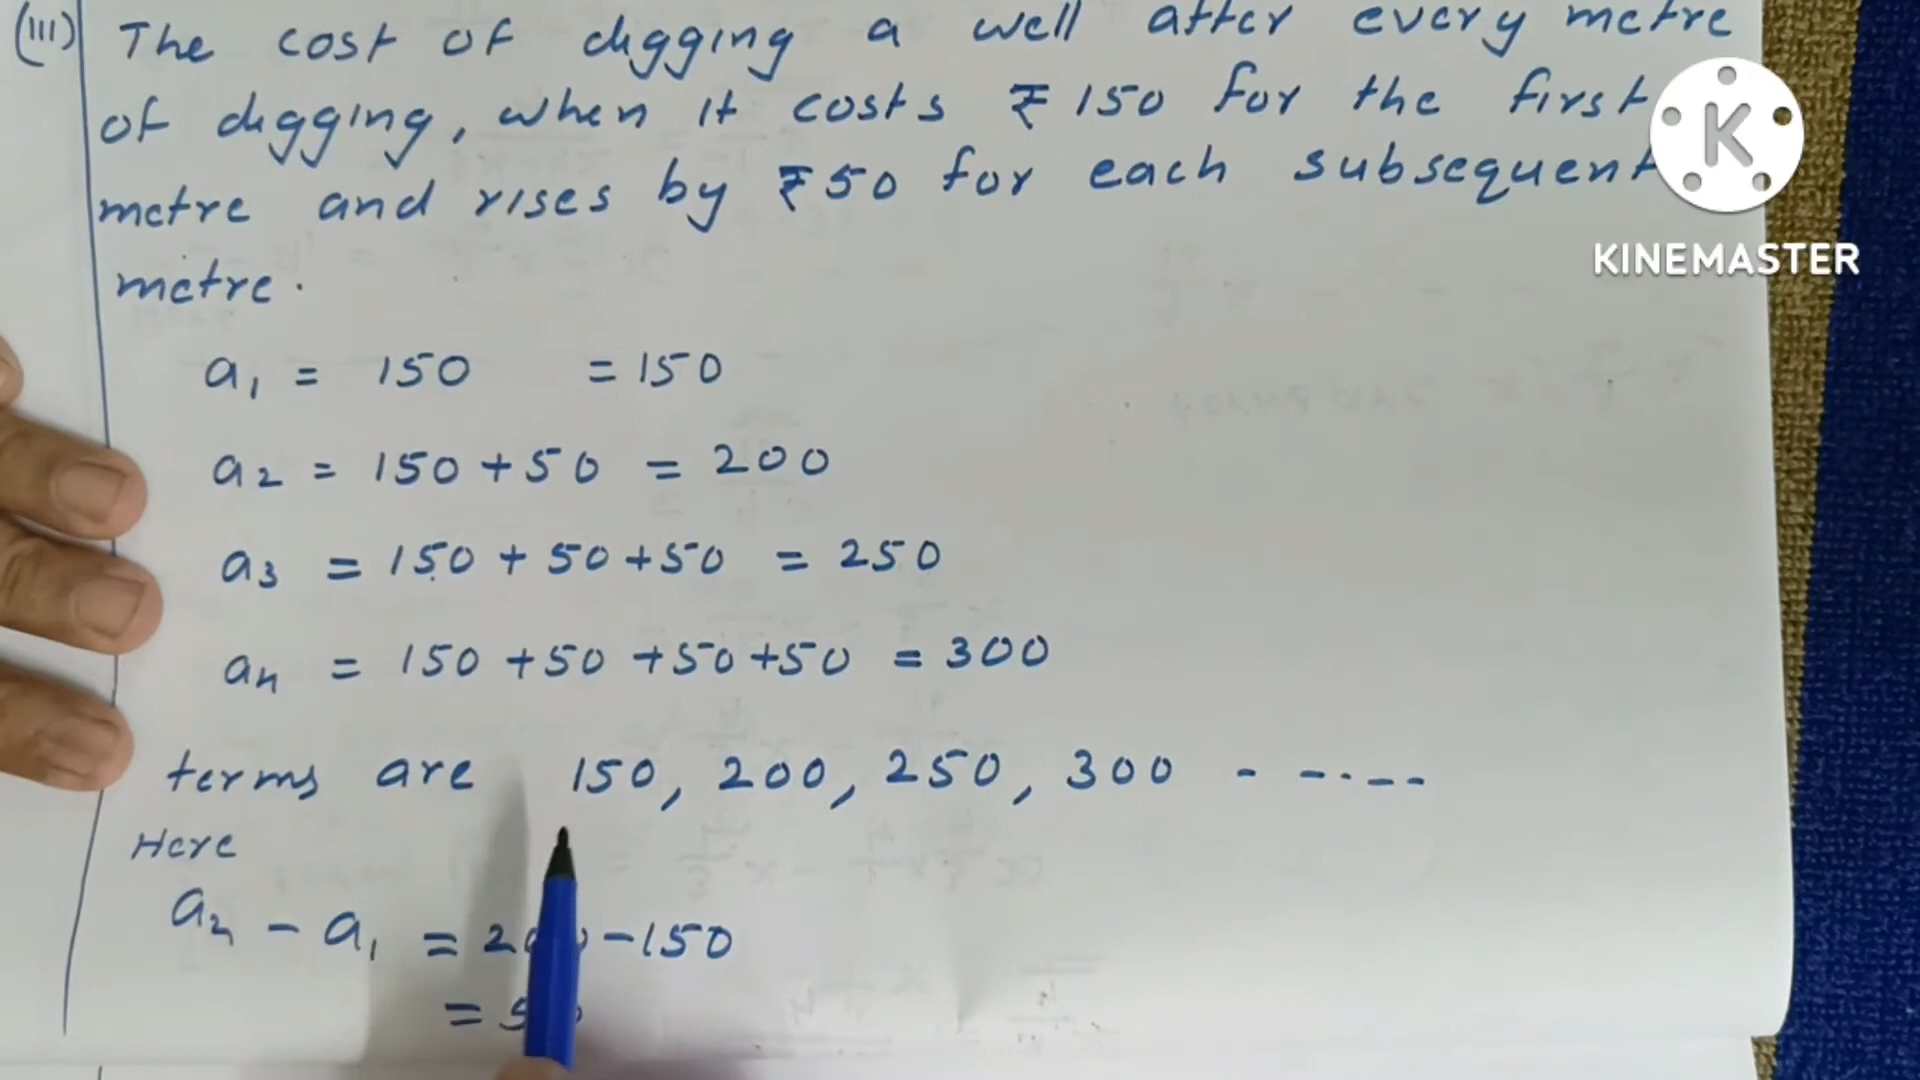 (iii) The cost of digging a well after every metre
of digging, when it costs ₹ 150 for the first
metre and rises by ₹ 50 for each subsequent
metre.
a1 = 150 = 150
a2 = 150 + 50 = 200
a3 = 150 + 50 + 50 = 250
a4 = 150 + 50 + 50 + 50 = 300
terms are 150, 200, 250, 300 - - - - -
Here
a2 - a1 = 200 - 150
= 50
K
KINEMASTER